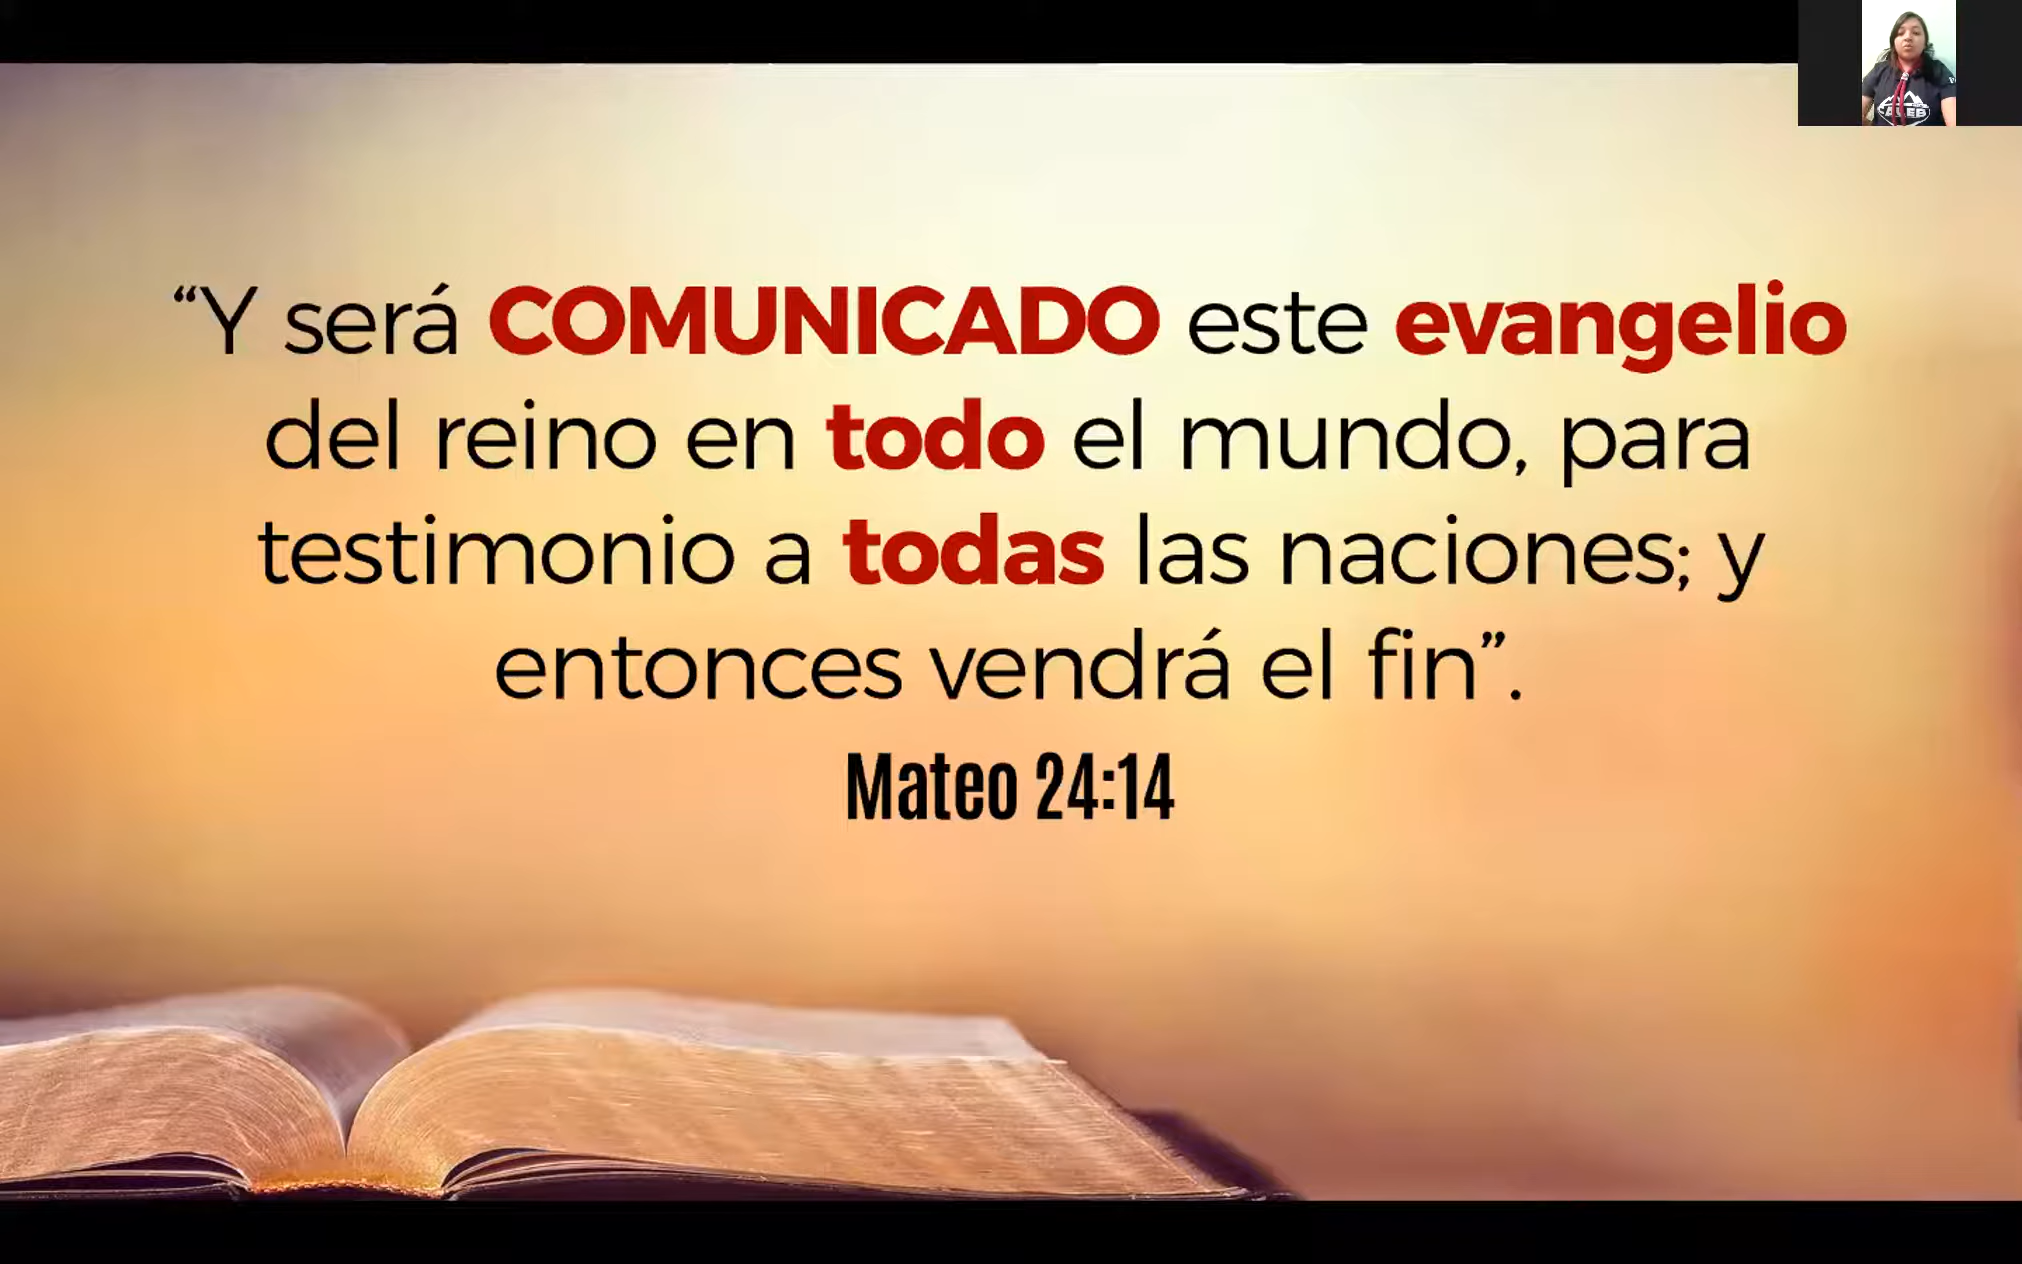 “Y será COMUNICADO este evangelio
del reino en todo el mundo, para
testimonio a todas las naciones; y
entonces vendrá el fin”.
Mateo 24:14